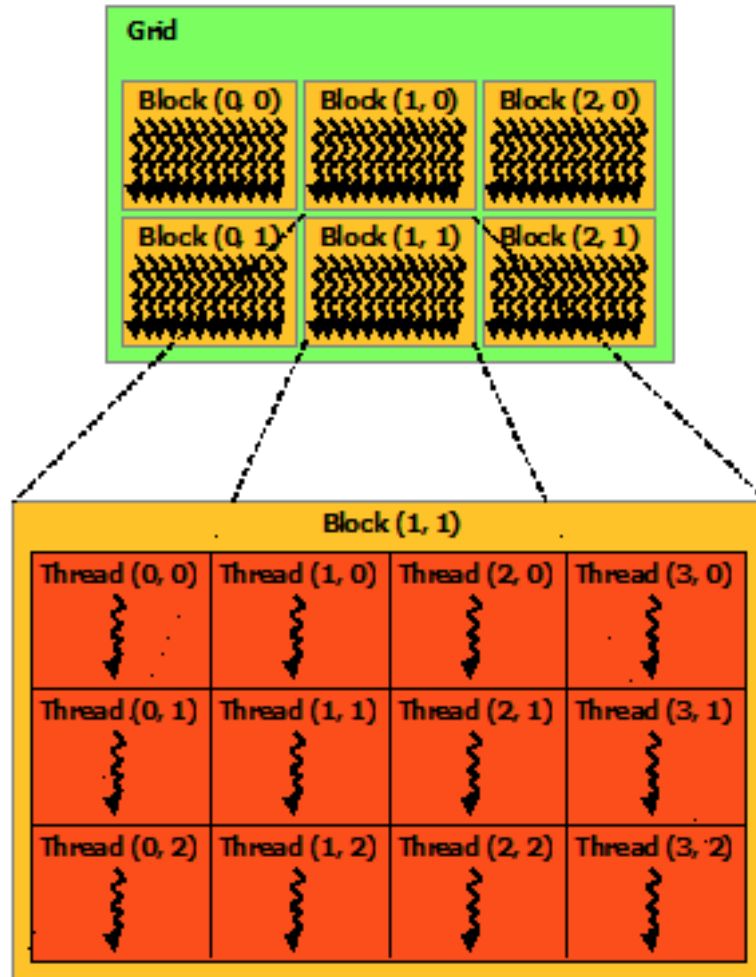 Grid
Block (0, 0) Block (1, 0) Block (2, 0)
Block (0, 1) Block (1, 1) Block (2, 1)
Block (1, 1)
Thread (0, 0) Thread (1, 0) Thread (2, 0) Thread (3, 0)
Thread (0, 1) Thread (1, 1) Thread (2, 1) Thread (3, 1)
Thread (0, 2) Thread (1, 2) Thread (2, 2) Thread (3, 2)